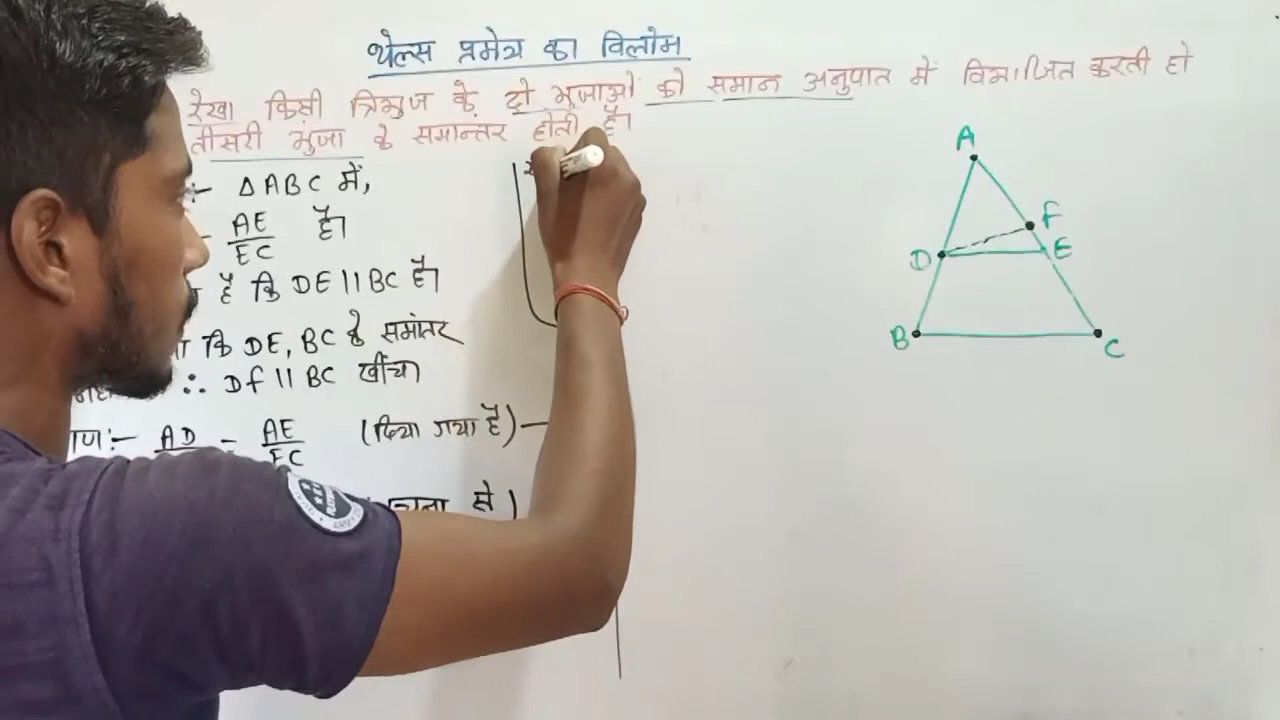 थेल्स प्रमेय का विलोम
रेखा किसी त्रिभुज के दो भुजाओं को समान अनुपात में विभाजित करती हो
तीसरी भुजा के समान्तर होती है।
:- △ABC में,
AE
EC है।
है कि DE||BC है।
कि DE, BC के समांतर
∴ Df||BC खींचा
AD = AE (दिया गया है) —
EC
से)
A
F
D
E
B
C